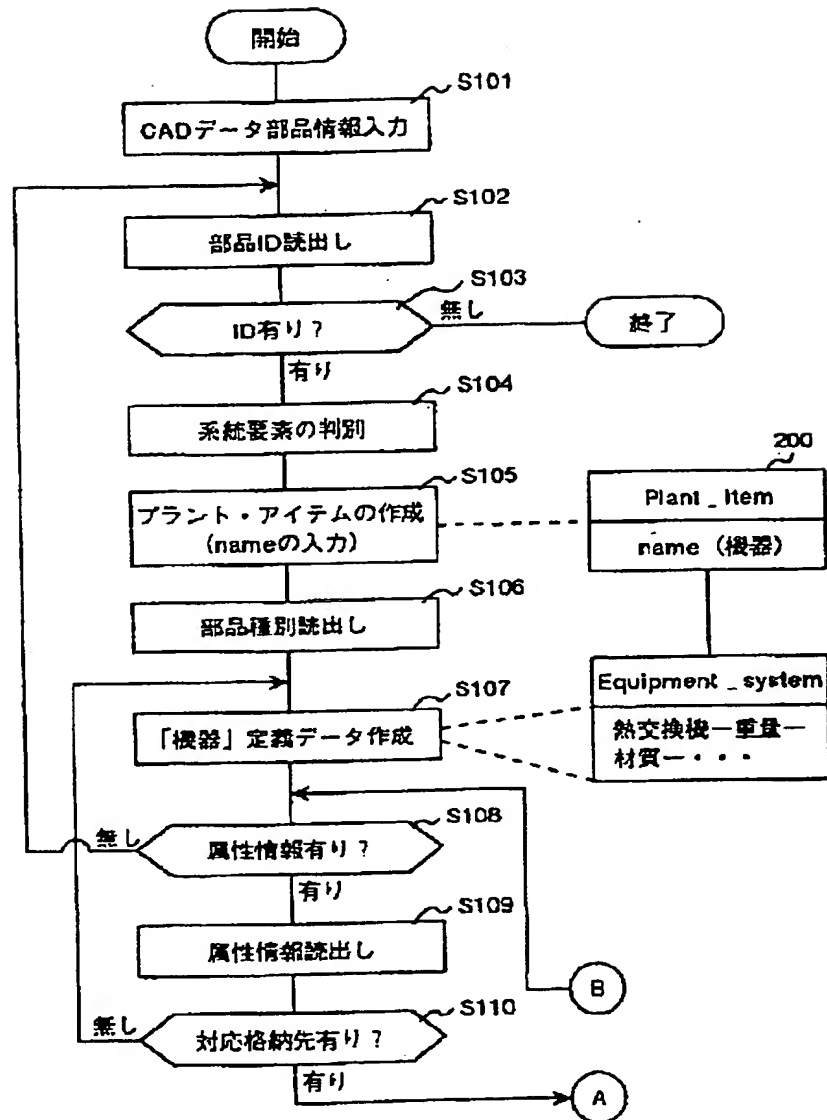 開始
S101
CADデータ部品情報入力
S102
部品ID読出し
S103
ID有り？
無し
終了
有り
S104
系統要素の判別
S105
プラント・アイテムの作成
(nameの入力)
200
Plant_Item
name (機器)
S106
部品種別読出し
S107
「機器」定義データ作成
Equipment_system
熱交換機ー重量ー
材質ー・・・
S108
無し
属性情報有り？
有り
S109
属性情報読出し
B
S110
無し
対応格納先有り？
有り
A